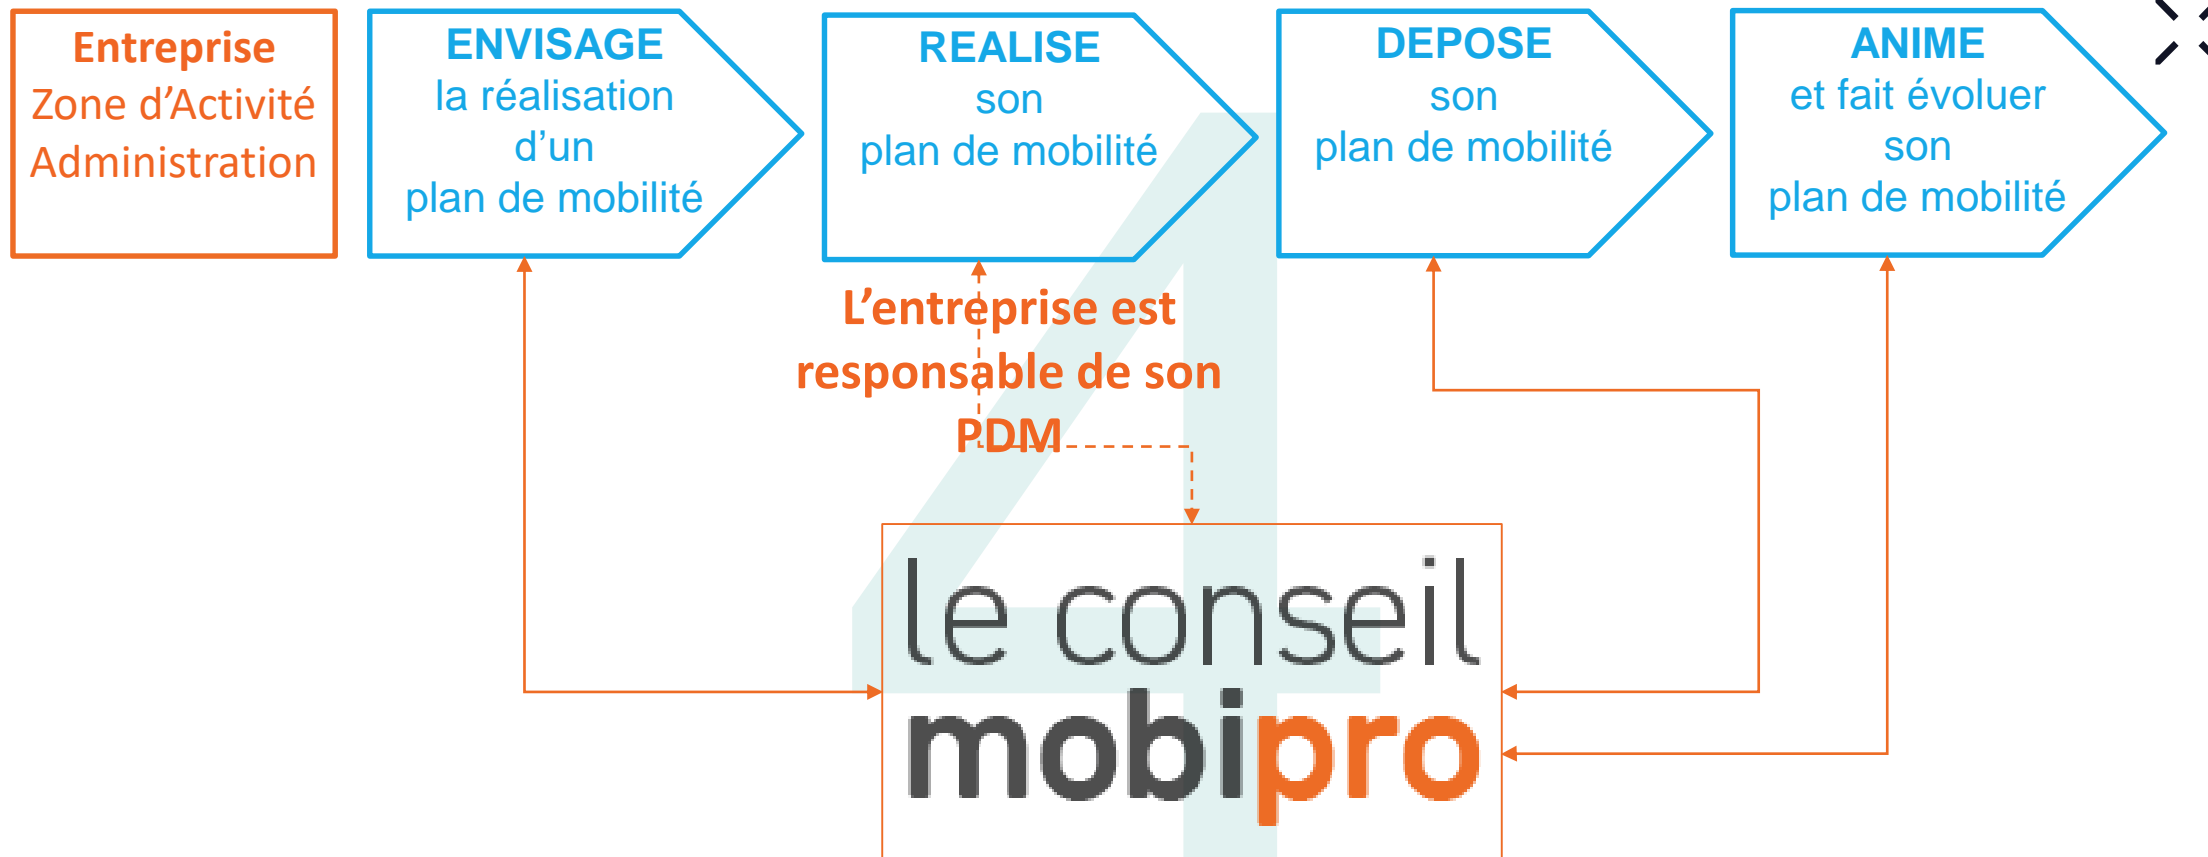 Entreprise
Zone d’Activité
Administration
ENVISAGE
la réalisation
d’un
plan de mobilité
REALISE
son
plan de mobilité
DEPOSE
son
plan de mobilité
ANIME
et fait évoluer
son
plan de mobilité
L’entreprise est
responsable de son
PDM
4
le conseil
mobipro